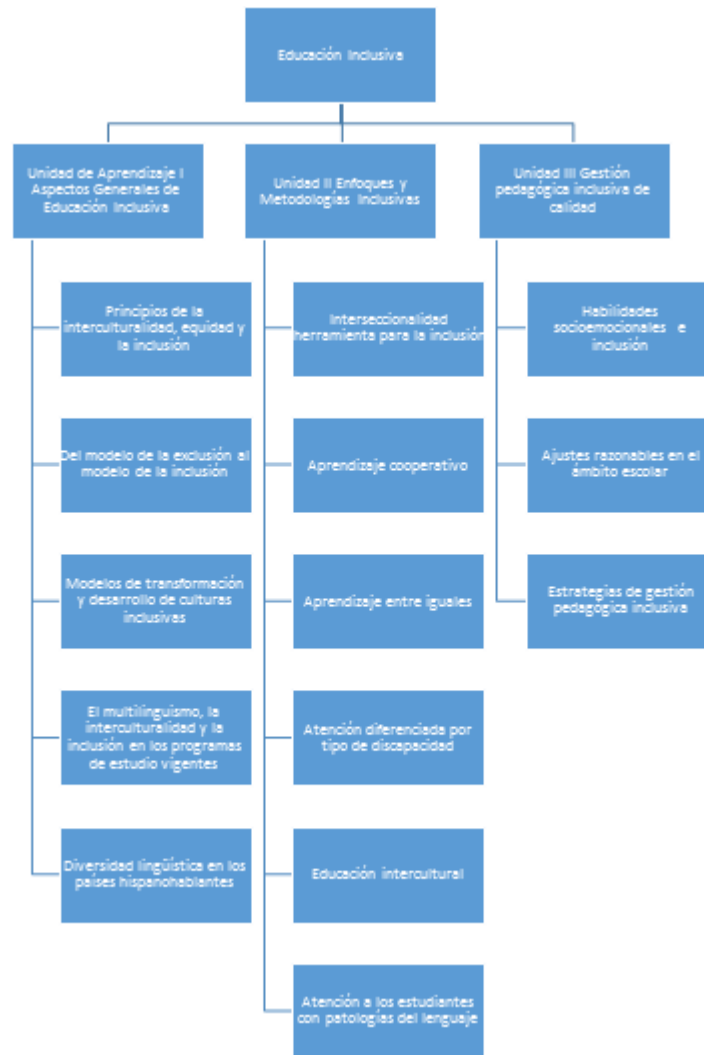 Educación Inclusiva
Unidad de Aprendizaje I
Aspectos Generales de
Educación Inclusiva
Principios de la
interculturalidad, equidad y
la inclusión
Del modelo de la exclusión al
modelo de la inclusión
Modelos de transformación
y desarrollo de culturas
inclusivas
El multilinguismo, la
interculturalidad y la
inclusión en los programas
de estudio vigentes
Diversidad lingüística en los
países hispanohablantes
Unidad II Enfoques y
Metodologías Inclusivas
Interseccionalidad
herramienta para la inclusión
Aprendizaje cooperativo
Aprendizaje entre iguales
Atención diferenciada por
tipo de discapacidad
Educación intercultural
Atención a los estudiantes
con patologías del lenguaje
Unidad III Gestión
pedagógica inclusiva de
calidad
Habilidades
socioemocionales e
inclusión
Ajustes razonables en el
ámbito escolar
Estrategias de gestión
pedagógica inclusiva